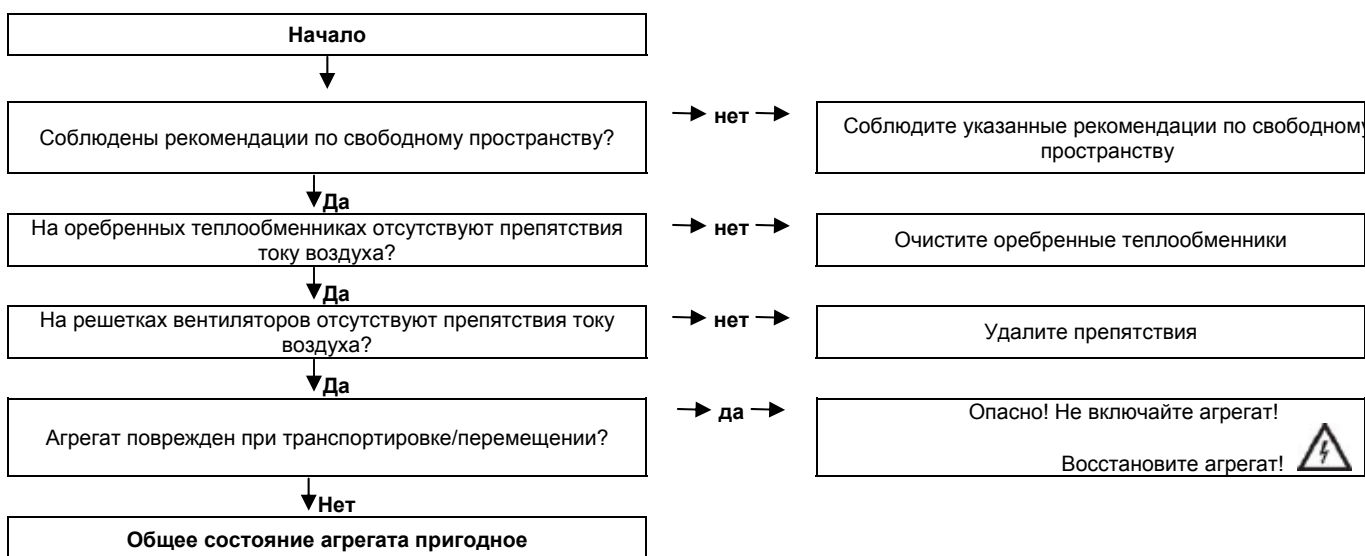 Начало
Соблюдены рекомендации по свободному пространству?
нет
Соблюдите указанные рекомендации по свободному
пространству
Да
На оребренных теплообменниках отсутствуют препятствия
току воздуха?
нет
Очистите оребренные теплообменники
Да
На решетках вентиляторов отсутствуют препятствия току
воздуха?
нет
Удалите препятствия
Да
Агрегат поврежден при транспортировке/перемещении?
да
Опасно! Не включайте агрегат!
Восстановите агрегат!
Нет
Общее состояние агрегата пригодное